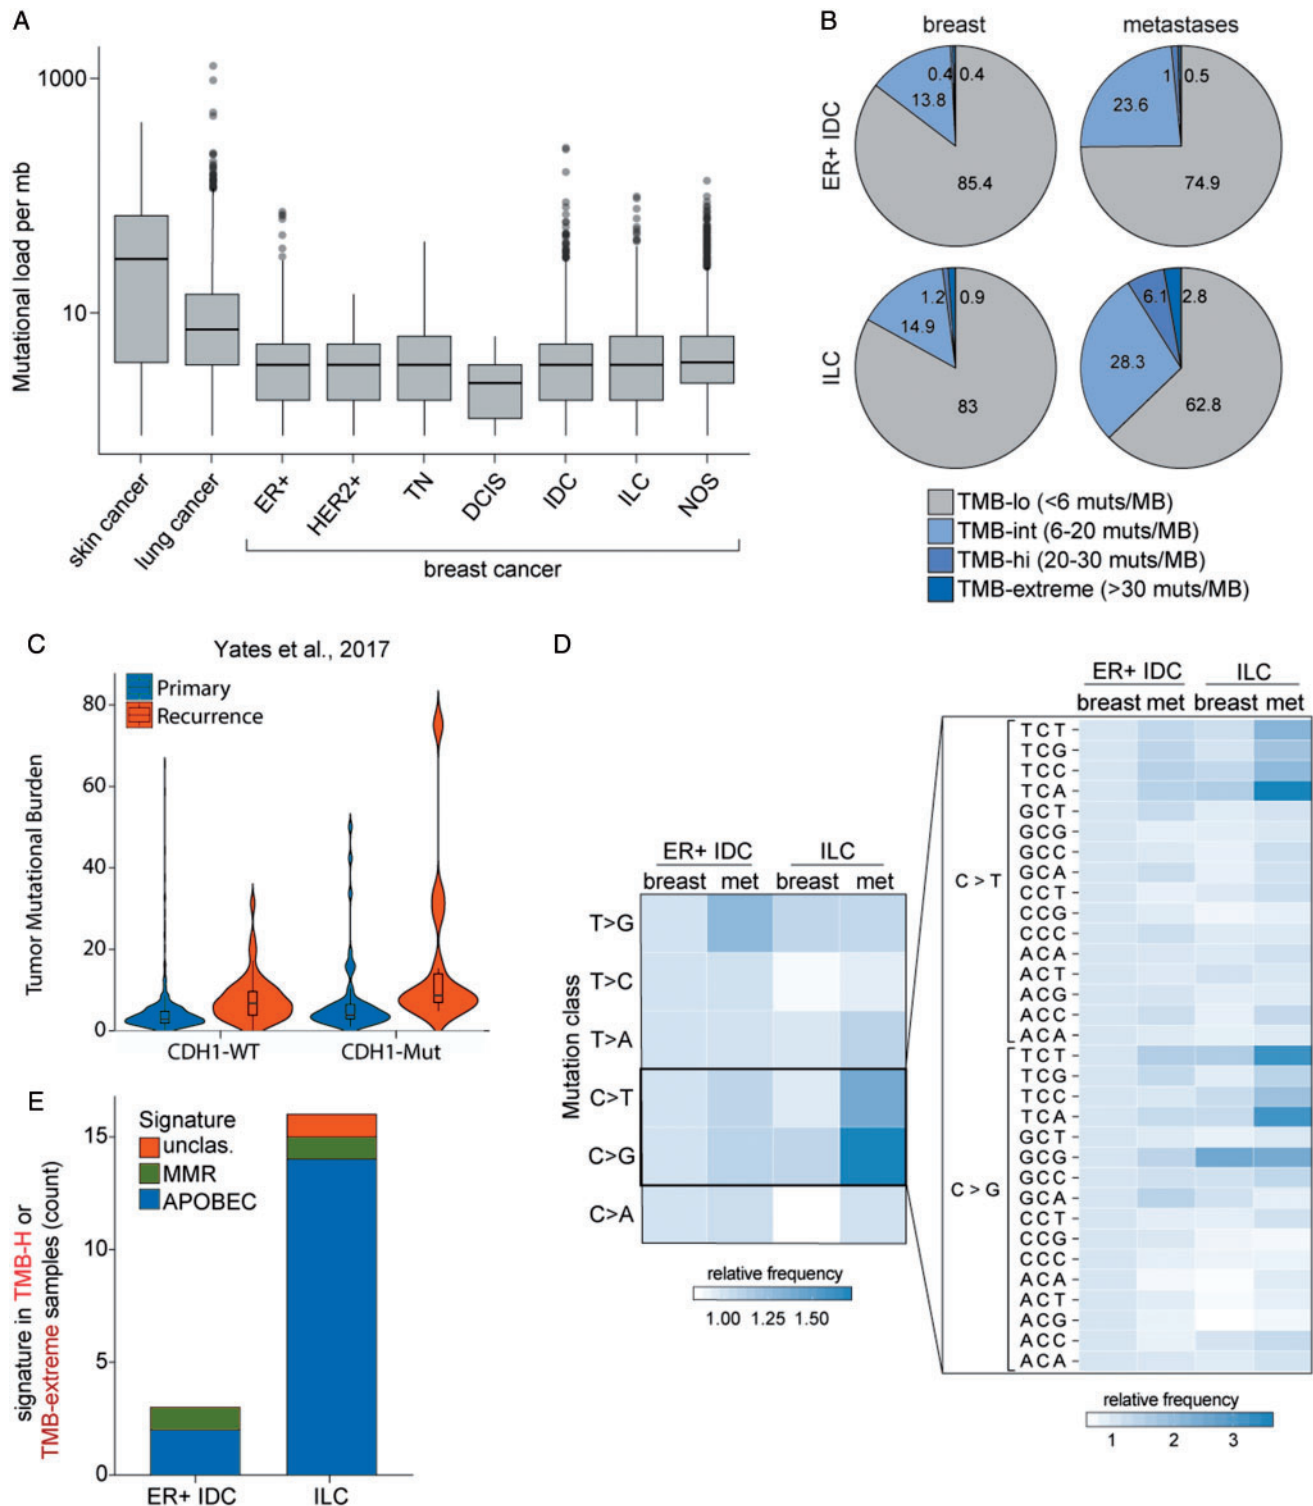 A
1000
10
Mutational load per mb
skin cancer
lung cancer
ER+
HER2+
TN
DCIS
IDC
ILC
NOS
breast cancer
B
breast
metastases
ER+ IDC
0.4
0.4
13.8
85.4
1
0.5
23.6
74.9
ILC
1.2
0.9
14.9
83
6.1
2.8
28.3
62.8
TMB-lo (<6 muts/MB)
TMB-int (6-20 muts/MB)
TMB-hi (20-30 muts/MB)
TMB-extreme (>30 muts/MB)
C
Yates et al., 2017
Primary
Recurrence
Tumor Mutational Burden
80
60
40
20
0
CDH1-WT
CDH1-Mut
D
ER+ IDC
ILC
breast
met
breast
met
Mutation class
T>G
T>C
T>A
C>T
C>G
C>A
relative frequency
1.00 1.25 1.50
ER+ IDC
ILC
breast met
breast met
C > T
TCT
TCG
TCC
TCA
GCT
GCG
GCC
GCA
CCT
CCG
CCC
ACA
ACT
ACG
ACC
ACA
C > G
TCT
TCG
TCC
TCA
GCT
GCG
GCC
GCA
CCT
CCG
CCC
ACA
ACT
ACG
ACC
ACA
relative frequency
1 2 3
E
Signature
unclas.
MMR
APOBEC
signature in TMB-H or
TMB-extreme samples (count)
15
10
5
0
ER+ IDC
ILC